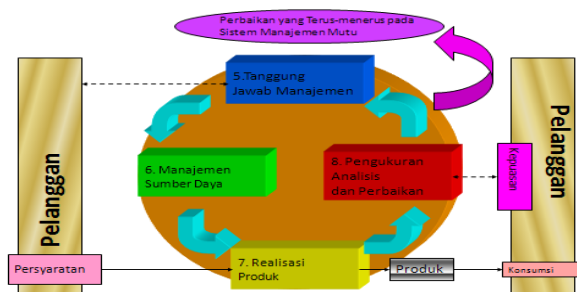 Perbaikan yang Terus-menerus pada
Sistem Manajemen Mutu
5.Tanggung
Jawab Manajemen
6. Manajemen
Sumber Daya
8. Pengukuran
Analisis
dan Perbaikan
7. Realisasi
Produk
Pelanggan
Persyaratan
Produk
Kepuasan
Pelanggan
Konsumsi